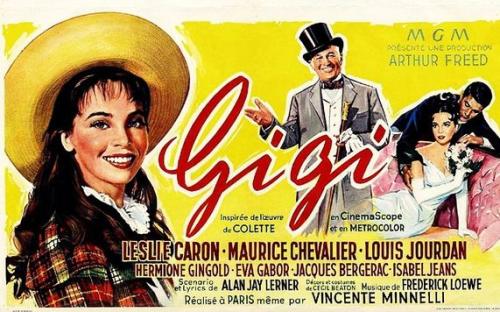 MGM
PRÉSENTE UNE PRODUCTION
ARTHUR FREED
Gigi
Inspirée de l'œuvre
de COLETTE
en CinemaScope
et en METROCOLOR
LESLIE CARON · MAURICE CHEVALIER · LOUIS JOURDAN
HERMIONE GINGOLD · EVA GABOR · JACQUES BERGERAC · ISABEL JEANS
Scenario et Lyrics de ALAN JAY LERNER Décors et costumes de CECIL BEATON Musique de FREDERICK LOEWE
Réalisé à PARIS même par VINCENTE MINNELLI